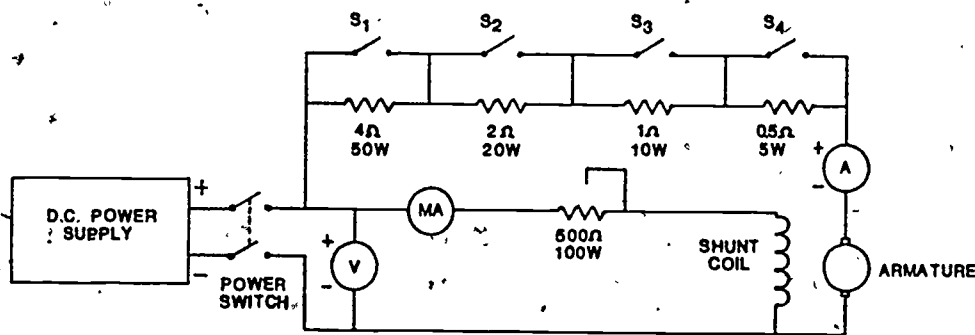 S1 S2 S3 S4
4Ω 2Ω 1Ω 0.5Ω
50W 20W 10W 5W
+
A
-
D.C. POWER
SUPPLY
+
-
POWER
SWITCH
+
V
-
MA
500Ω
100W
SHUNT
COIL
ARMATURE